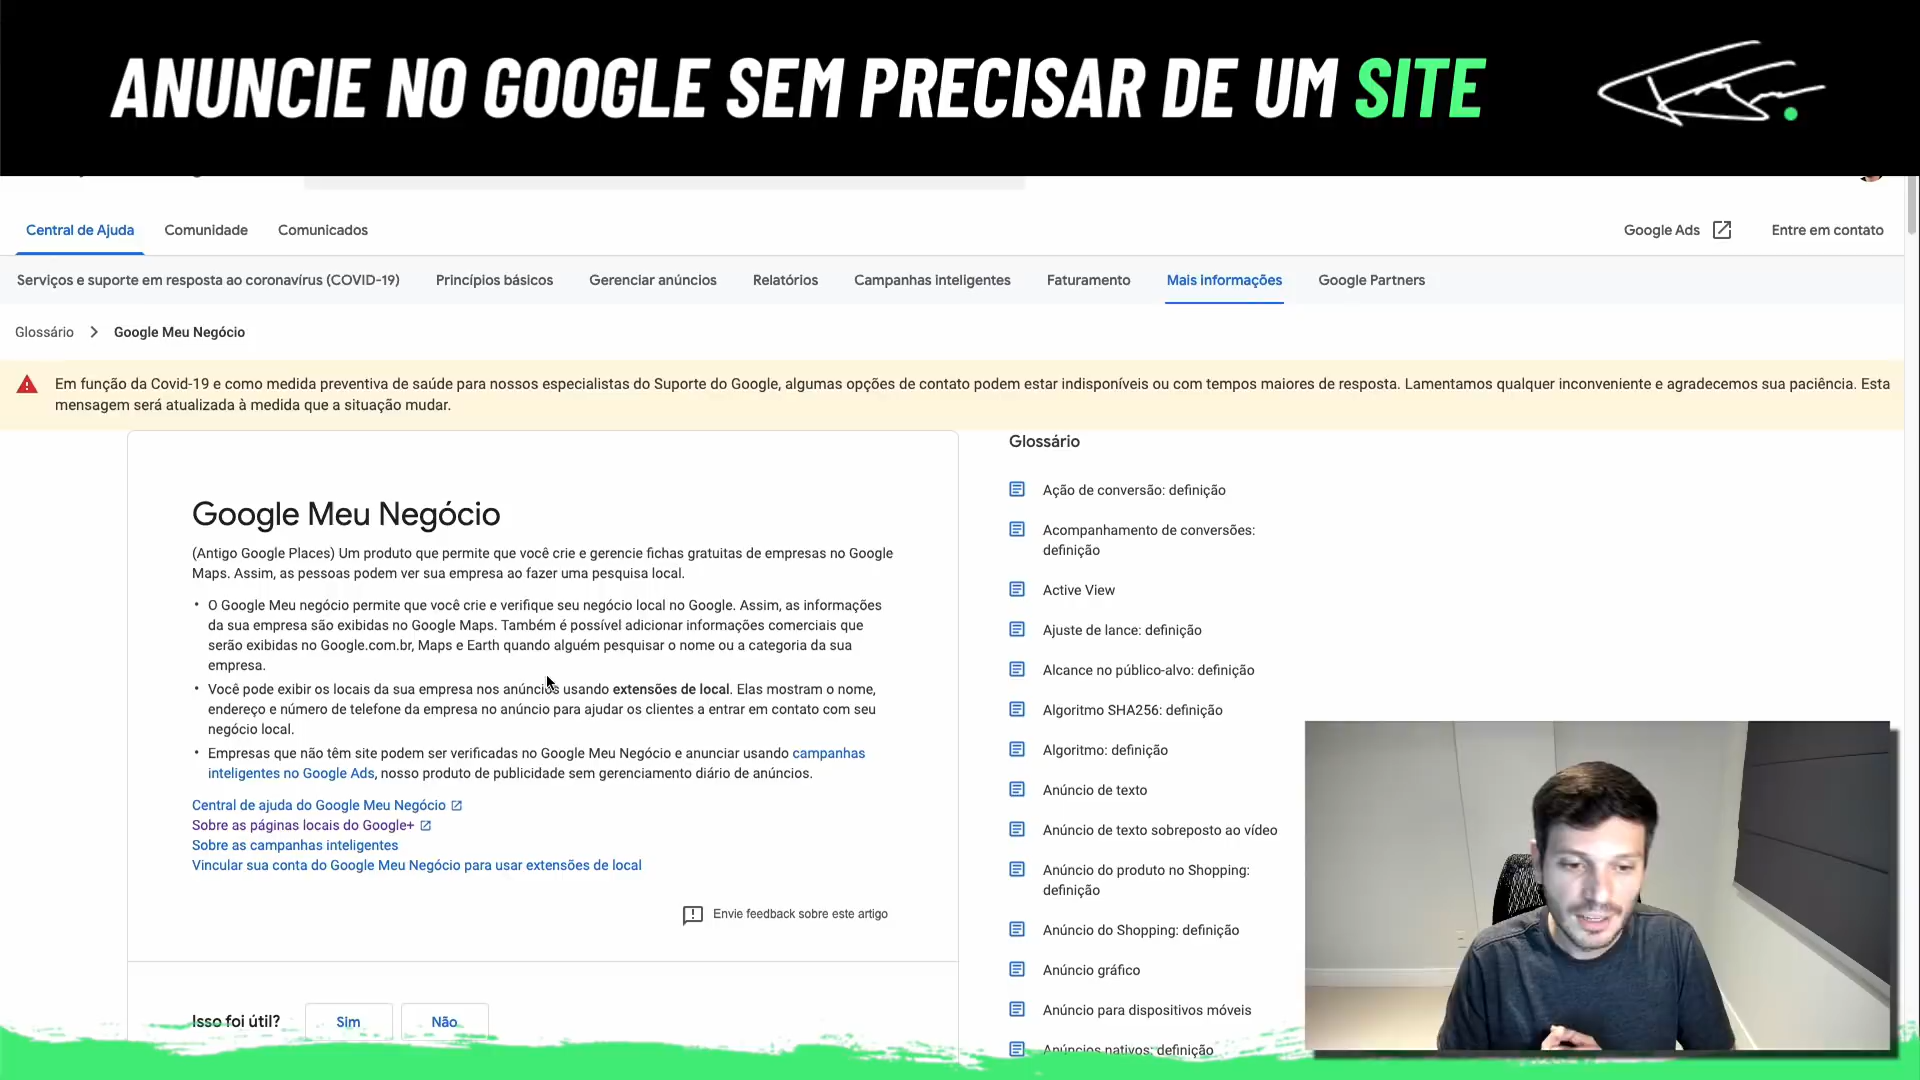 ANUNCIE NO GOOGLE SEM PRECISAR DE UM SITE
Central de Ajuda
Comunidade
Comunicados
Google Ads
Entre em contato
Serviços e suporte em resposta ao coronavírus (COVID-19)
Princípios básicos
Gerenciar anúncios
Relatórios
Campanhas inteligentes
Faturamento
Mais informações
Google Partners
Glossário
Google Meu Negócio
Em função da Covid-19 e como medida preventiva de saúde para nossos especialistas do Suporte do Google, algumas opções de contato podem estar indisponíveis ou com tempos maiores de resposta. Lamentamos qualquer inconveniente e agradecemos sua paciência. Esta
mensagem será atualizada à medida que a situação mudar.
Google Meu Negócio
(Antigo Google Places) Um produto que permite que você crie e gerencie fichas gratuitas de empresas no Google
Maps. Assim, as pessoas podem ver sua empresa ao fazer uma pesquisa local.
• O Google Meu negócio permite que você crie e verifique seu negócio local no Google. Assim, as informações
da sua empresa são exibidas no Google Maps. Também é possível adicionar informações comerciais que
serão exibidas no Google.com.br, Maps e Earth quando alguém pesquisar o nome ou a categoria da sua
empresa.
• Você pode exibir os locais da sua empresa nos anúncios usando extensões de local. Elas mostram o nome,
endereço e número de telefone da empresa no anúncio para ajudar os clientes a entrar em contato com seu
negócio local.
• Empresas que não têm site podem ser verificadas no Google Meu Negócio e anunciar usando campanhas
inteligentes no Google Ads, nosso produto de publicidade sem gerenciamento diário de anúncios.
Central de ajuda do Google Meu Negócio
Sobre as páginas locais do Google+
Sobre as campanhas inteligentes
Vincular sua conta do Google Meu Negócio para usar extensões de local
Envie feedback sobre este artigo
Isso foi útil?
Sim
Não
Glossário
Ação de conversão: definição
Acompanhamento de conversões:
definição
Active View
Ajuste de lance: definição
Alcance no público-alvo: definição
Algoritmo SHA256: definição
Algoritmo: definição
Anúncio de texto
Anúncio de texto sobreposto ao vídeo
Anúncio do produto no Shopping:
definição
Anúncio do Shopping: definição
Anúncio gráfico
Anúncio para dispositivos móveis
Anúncios nativos: definição